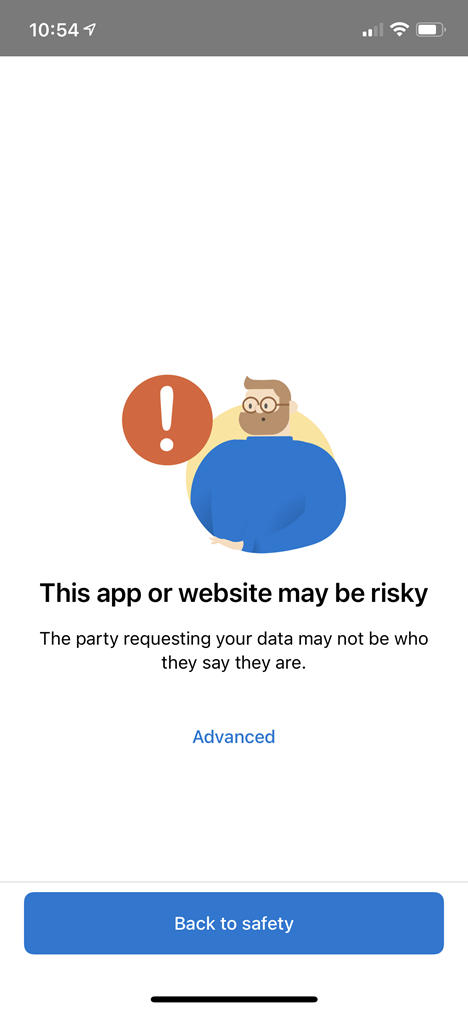 10:54
This app or website may be risky
The party requesting your data may not be who
they say they are.
Advanced
Back to safety